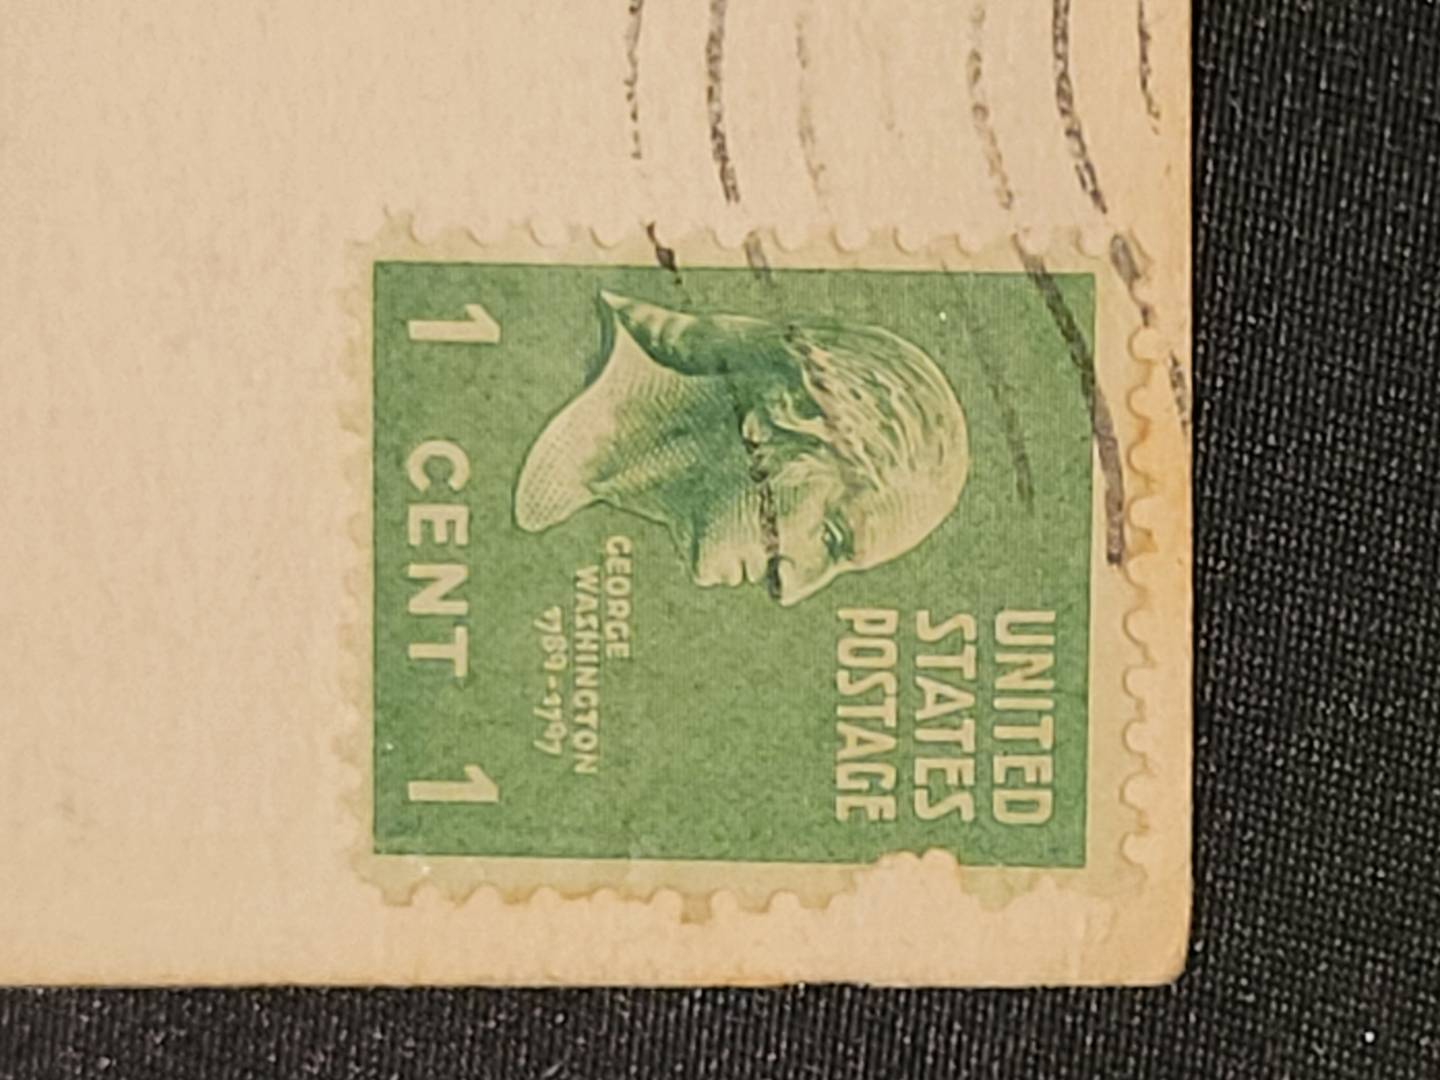 UNITED
STATES
POSTAGE
GEORGE
WASHINGTON
1789-1797
1 CENT 1